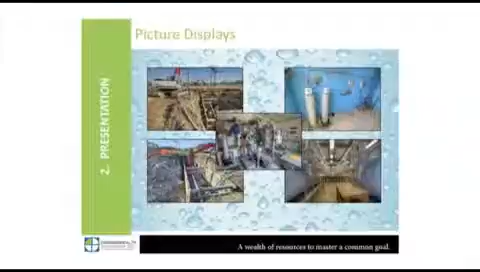 Picture Displays
2. PRESENTATION
A wealth of resources to master a common goal.